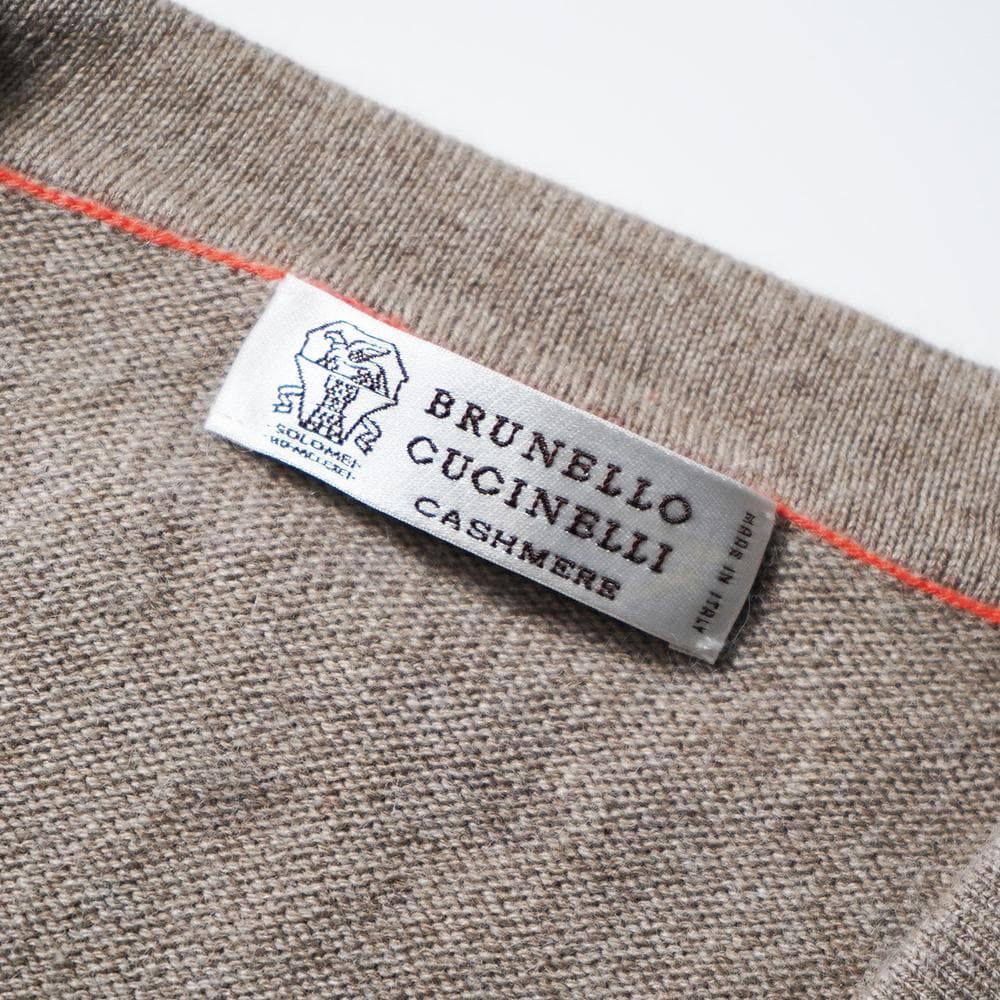 ·SOLOMEI·
BRUNELLO
CUCINELLI
CASHMERE
MADE IN ITALY